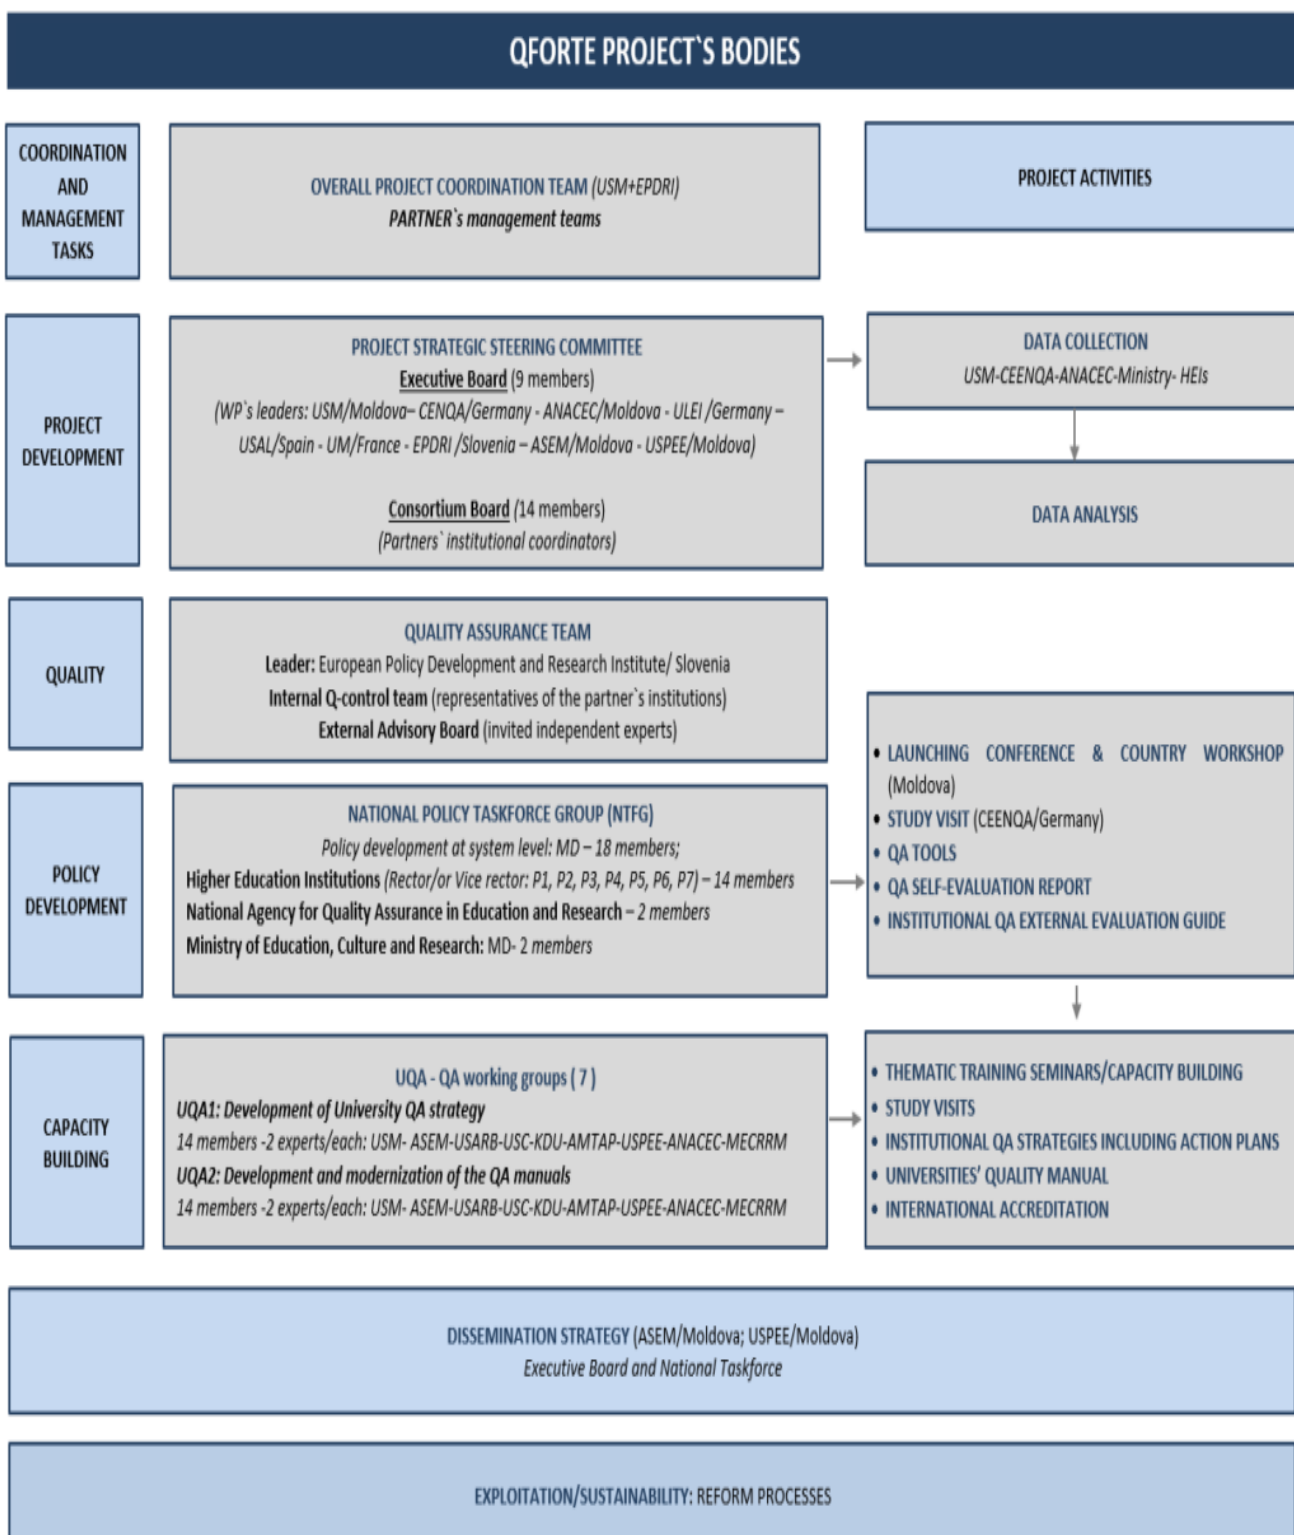 QFORTE PROJECT`S BODIES
COORDINATION
AND
MANAGEMENT
TASKS
OVERALL PROJECT COORDINATION TEAM (USM+EPDRI)
PARTNER`s management teams
PROJECT ACTIVITIES
PROJECT
DEVELOPMENT
PROJECT STRATEGIC STEERING COMMITTEE
Executive Board (9 members)
(WP`s leaders: USM/Moldova– CENQA/Germany - ANACEC/Moldova - ULEI /Germany –
USAL/Spain - UM/France - EPDRI /Slovenia – ASEM/Moldova - USPEE/Moldova)
Consortium Board (14 members)
(Partners` institutional coordinators)
DATA COLLECTION
USM-CEENQA-ANACEC-Ministry- HEIs
DATA ANALYSIS
QUALITY
QUALITY ASSURANCE TEAM
Leader: European Policy Development and Research Institute/ Slovenia
Internal Q-control team (representatives of the partner`s institutions)
External Advisory Board (invited independent experts)
POLICY
DEVELOPMENT
NATIONAL POLICY TASKFORCE GROUP (NTFG)
Policy development at system level: MD – 18 members;
Higher Education Institutions (Rector/or Vice rector: P1, P2, P3, P4, P5, P6, P7) – 14 members
National Agency for Quality Assurance in Education and Research – 2 members
Ministry of Education, Culture and Research: MD- 2 members
• LAUNCHING CONFERENCE & COUNTRY WORKSHOP
(Moldova)
• STUDY VISIT (CEENQA/Germany)
• QA TOOLS
• QA SELF-EVALUATION REPORT
• INSTITUTIONAL QA EXTERNAL EVALUATION GUIDE
CAPACITY
BUILDING
UQA - QA working groups ( 7 )
UQA1: Development of University QA strategy
14 members -2 experts/each: USM- ASEM-USARB-USC-KDU-AMTAP-USPEE-ANACEC-MECRRM
UQA2: Development and modernization of the QA manuals
14 members -2 experts/each: USM- ASEM-USARB-USC-KDU-AMTAP-USPEE-ANACEC-MECRRM
• THEMATIC TRAINING SEMINARS/CAPACITY BUILDING
• STUDY VISITS
• INSTITUTIONAL QA STRATEGIES INCLUDING ACTION PLANS
• UNIVERSITIES’ QUALITY MANUAL
• INTERNATIONAL ACCREDITATION
DISSEMINATION STRATEGY (ASEM/Moldova; USPEE/Moldova)
Executive Board and National Taskforce
EXPLOITATION/SUSTAINABILITY: REFORM PROCESSES